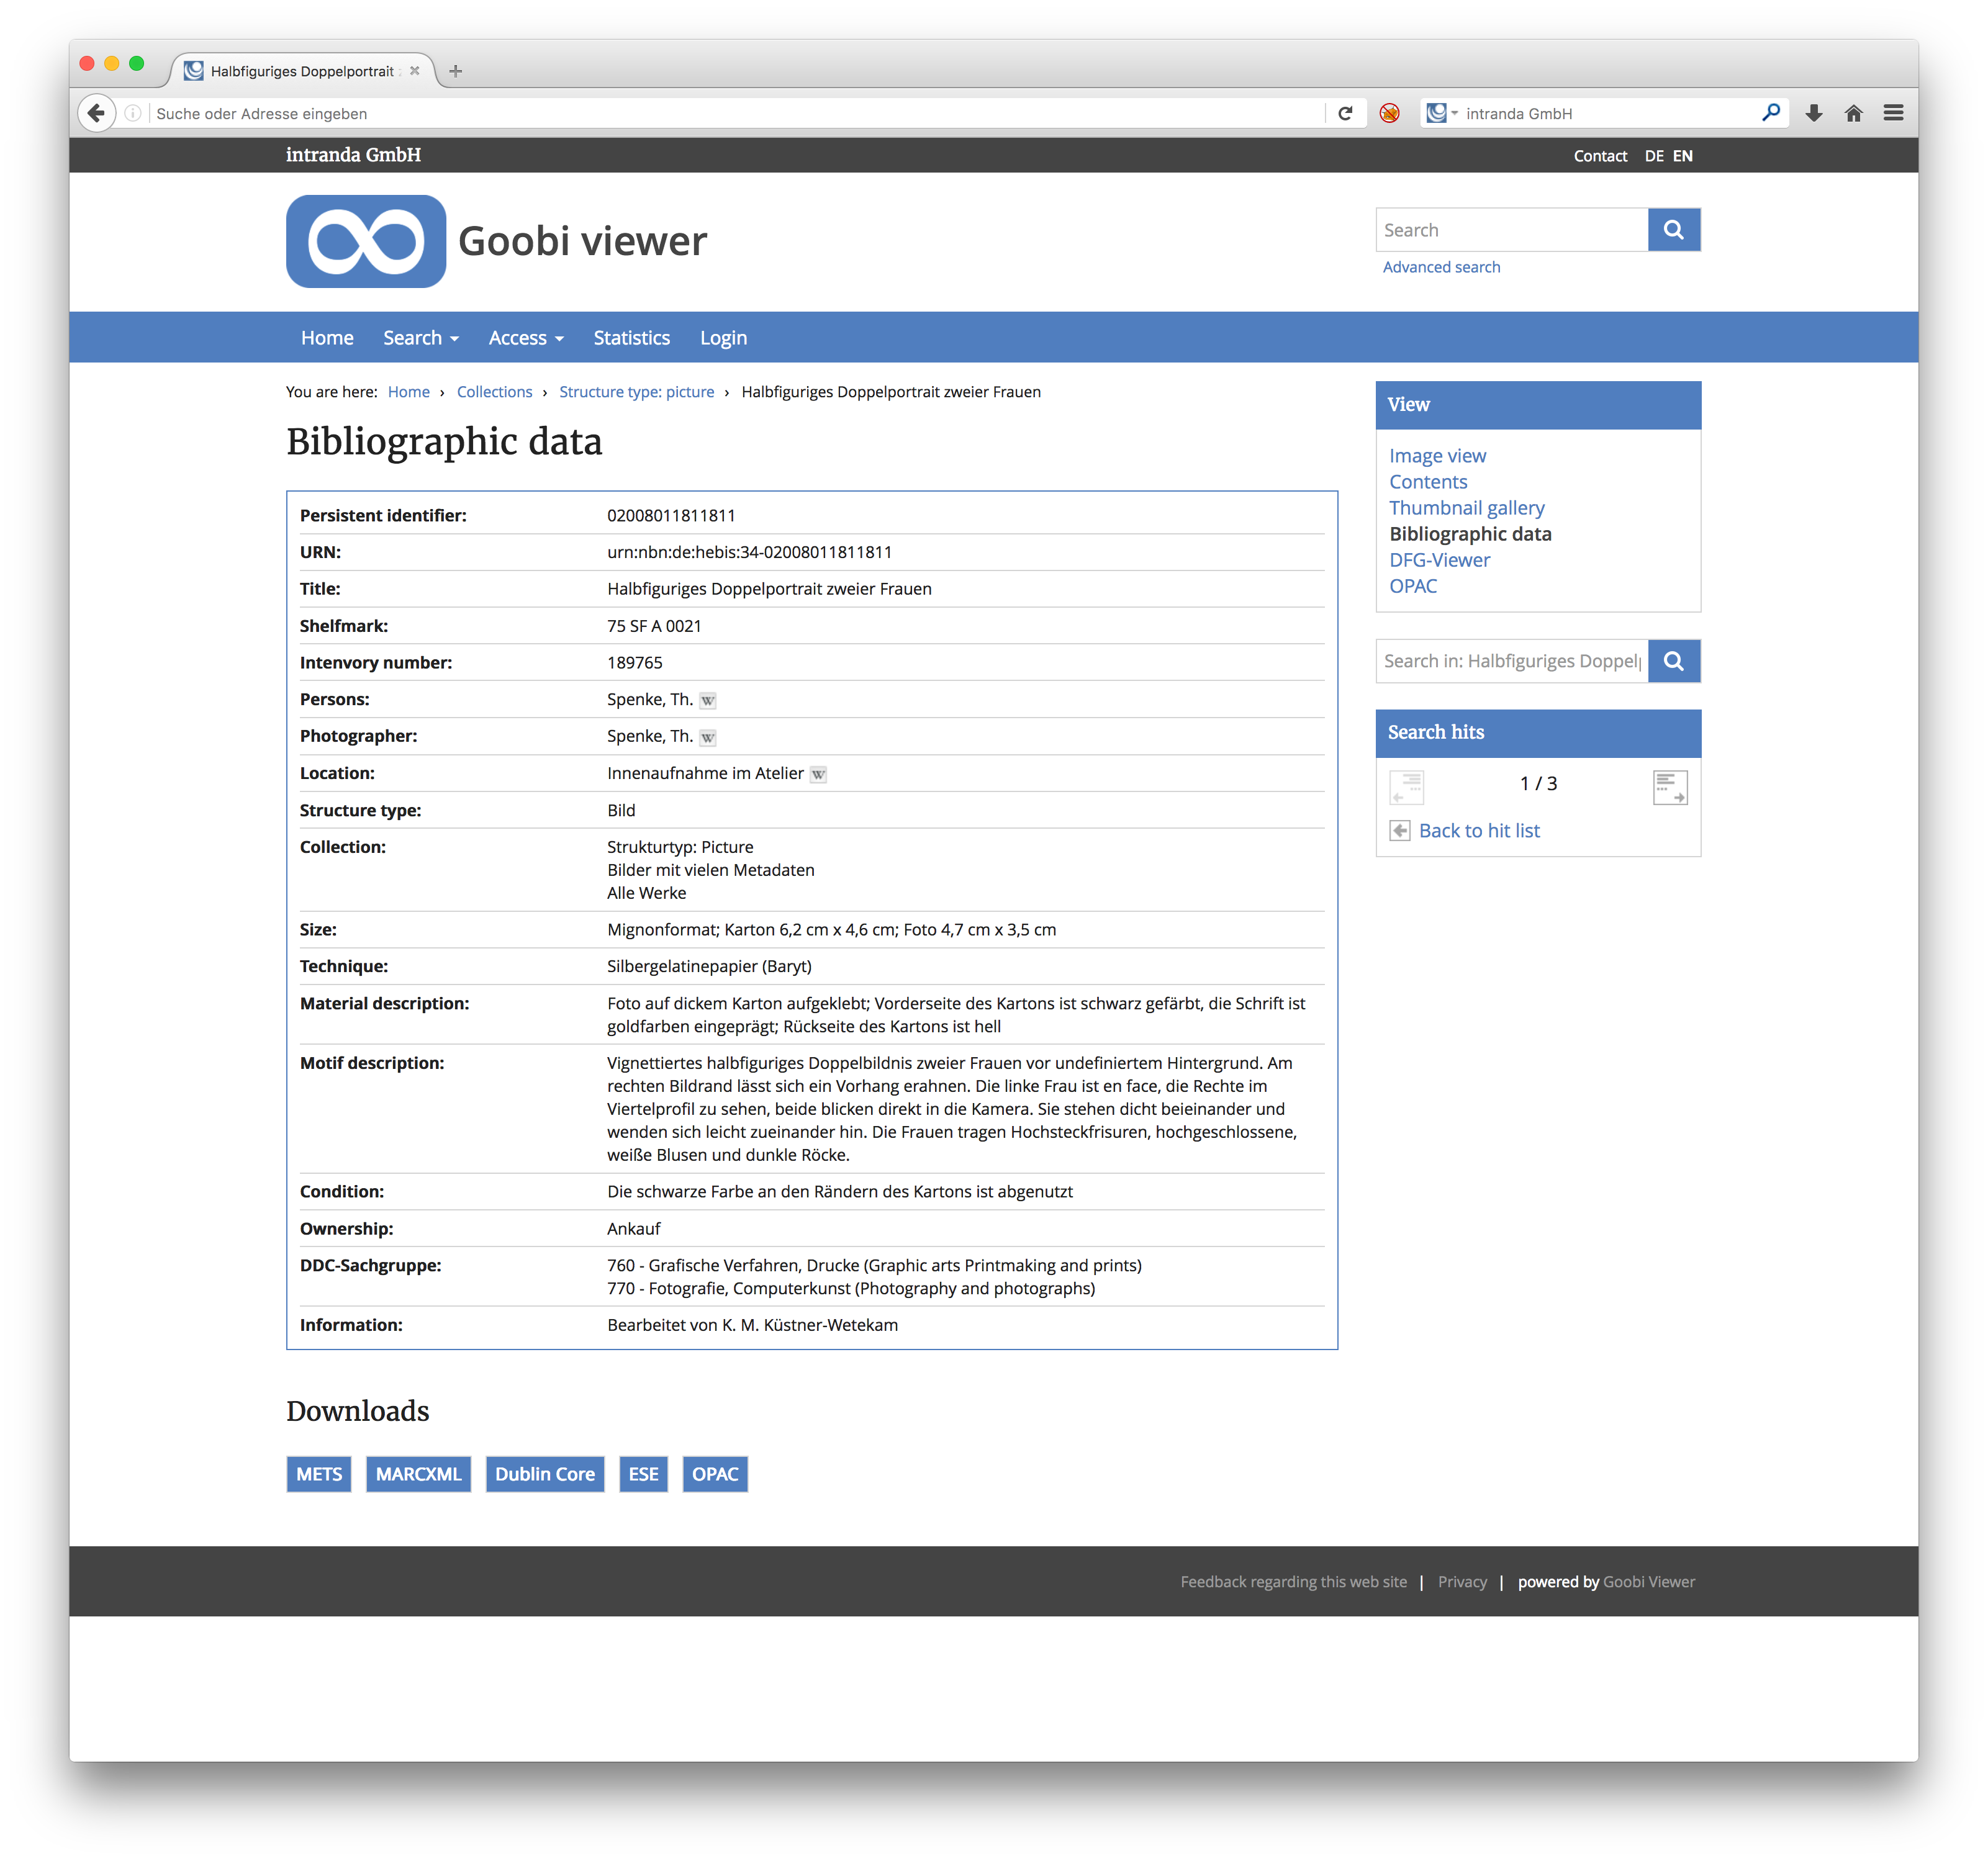 Halbfiguriges Doppelportrait
Suche oder Adresse eingeben
intranda GmbH
intranda GmbH
Contact DE EN
Goobi viewer
Search
Advanced search
Home Search Access Statistics Login
You are here: Home › Collections › Structure type: picture › Halbfiguriges Doppelportrait zweier Frauen
Bibliographic data
Persistent identifier: 02008011811811
URN: urn:nbn:de:hebis:34-02008011811811
Title: Halbfiguriges Doppelportrait zweier Frauen
Shelfmark: 75 SF A 0021
Intenvory number: 189765
Persons: Spenke, Th. W
Photographer: Spenke, Th. W
Location: Innenaufnahme im Atelier W
Structure type: Bild
Collection: Strukturtyp: Picture
Bilder mit vielen Metadaten
Alle Werke
Size: Mignonformat; Karton 6,2 cm x 4,6 cm; Foto 4,7 cm x 3,5 cm
Technique: Silbergelatinepapier (Baryt)
Material description: Foto auf dickem Karton aufgeklebt; Vorderseite des Kartons ist schwarz gefärbt, die Schrift ist
goldfarben eingeprägt; Rückseite des Kartons ist hell
Motif description: Vignettiertes halbfiguriges Doppelbildnis zweier Frauen vor undefiniertem Hintergrund. Am
rechten Bildrand lässt sich ein Vorhang erahnen. Die linke Frau ist en face, die Rechte im
Viertelprofil zu sehen, beide blicken direkt in die Kamera. Sie stehen dicht beieinander und
wenden sich leicht zueinander hin. Die Frauen tragen Hochsteckfrisuren, hochgeschlossene,
weiße Blusen und dunkle Röcke.
Condition: Die schwarze Farbe an den Rändern des Kartons ist abgenutzt
Ownership: Ankauf
DDC-Sachgruppe: 760 - Grafische Verfahren, Drucke (Graphic arts Printmaking and prints)
770 - Fotografie, Computerkunst (Photography and photographs)
Information: Bearbeitet von K. M. Küstner-Wetekam
Downloads
METS MARCXML Dublin Core ESE OPAC
View
Image view
Contents
Thumbnail gallery
Bibliographic data
DFG-Viewer
OPAC
Search in: Halbfiguriges Doppelp
Search hits
1 / 3
Back to hit list
Feedback regarding this web site | Privacy | powered by Goobi Viewer